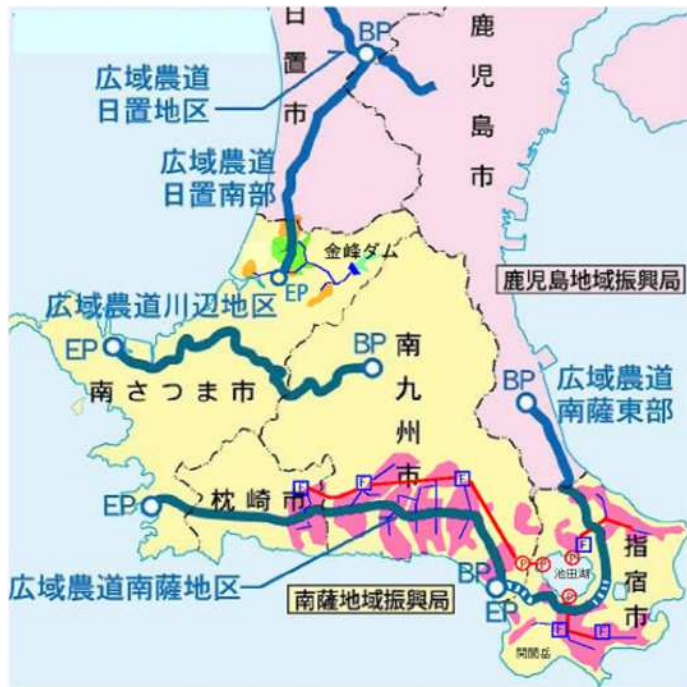 日置市
BP
鹿児島市
広域農道
日置地区
広域農道
日置南部
金峰ダム
鹿児島地域振興局
EP
広域農道川辺地区
EP
BP
南九州市
南さつま市
BP
広域農道
南薩東部
F
F
F
枕崎市
EP
F
指宿市
P
P
P
池田湖
広域農道南薩地区
BP
EP
P
南薩地域振興局
F
F
開聞岳